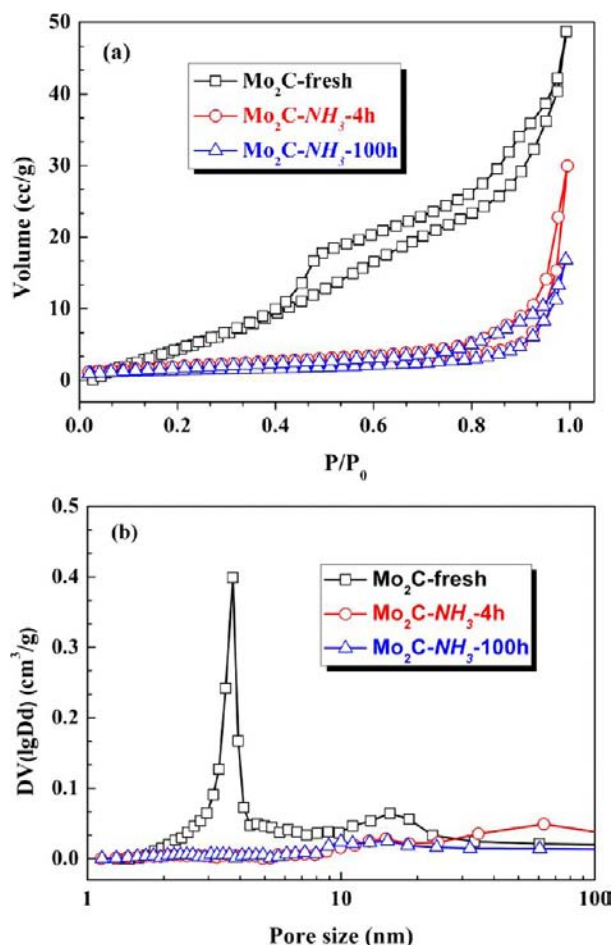 (a)
Mo₂C-fresh
Mo₂C-NH₃-4h
Mo₂C-NH₃-100h
Volume (cc/g)
50
40
30
20
10
0
0.0 0.2 0.4 0.6 0.8 1.0
P/P₀
(b)
Mo₂C-fresh
Mo₂C-NH₃-4h
Mo₂C-NH₃-100h
DV(lgDd) (cm³/g)
0.5
0.4
0.3
0.2
0.1
0.0
1 10 100
Pore size (nm)